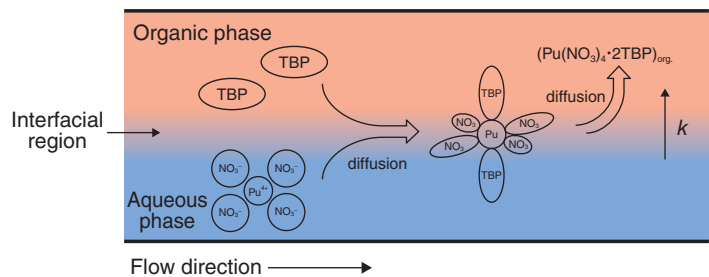 Organic phase
TBP
TBP
Interfacial
region
NO₃⁻
NO₃⁻
Pu⁴⁺
NO₃⁻
NO₃⁻
Aqueous
phase
diffusion
TBP
NO₃
NO₃
Pu
NO₃
NO₃
TBP
(Pu(NO₃)₄·2TBP)org.
diffusion
k
Flow direction